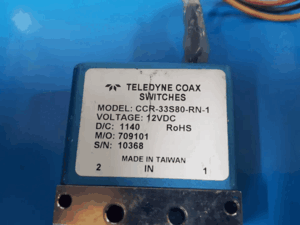 TELEDYNE COAX
SWITCHES
MODEL: CCR-33S80-RN-1
VOLTAGE: 12VDC
D/C: 1140 RoHS
M/O: 709101
S/N: 10368
MADE IN TAIWAN
2 IN 1